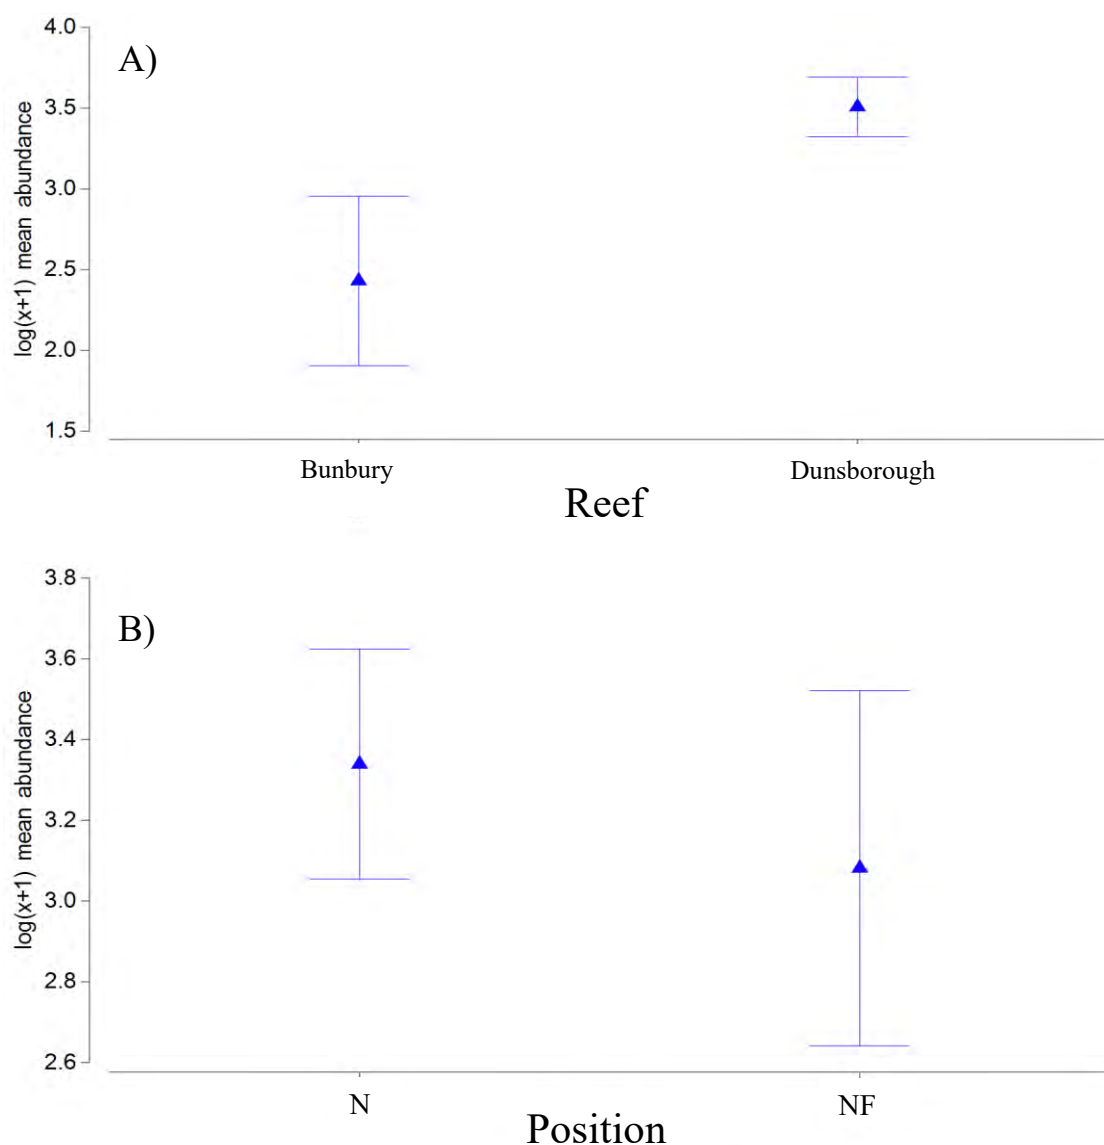 A)
log(x+1) mean abundance
4.0
3.5
3.0
2.5
2.0
1.5
Bunbury Dunsborough
Reef
B)
log(x+1) mean abundance
3.8
3.6
3.4
3.2
3.0
2.8
2.6
N NF
Position